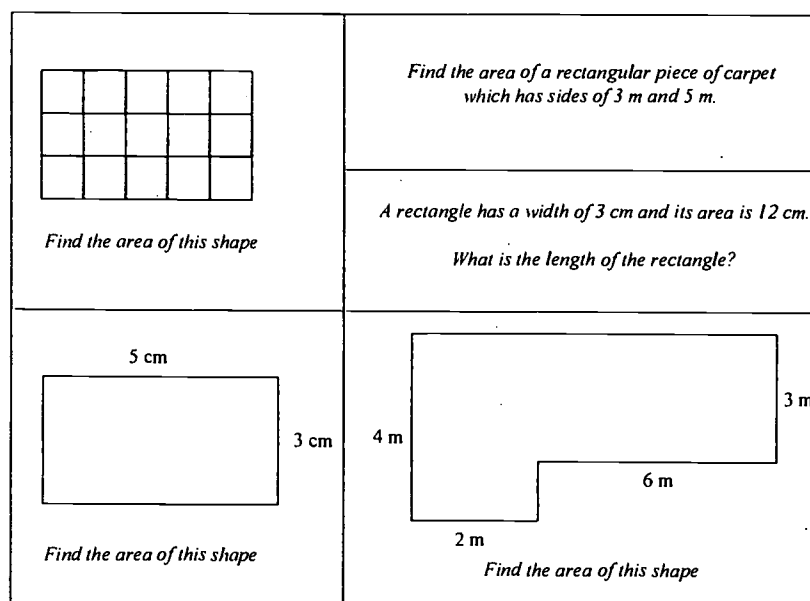 Find the area of this shape
Find the area of a rectangular piece of carpet
which has sides of 3 m and 5 m.
A rectangle has a width of 3 cm and its area is 12 cm.
What is the length of the rectangle?
5 cm
3 cm
Find the area of this shape
4 m
3 m
6 m
2 m
Find the area of this shape